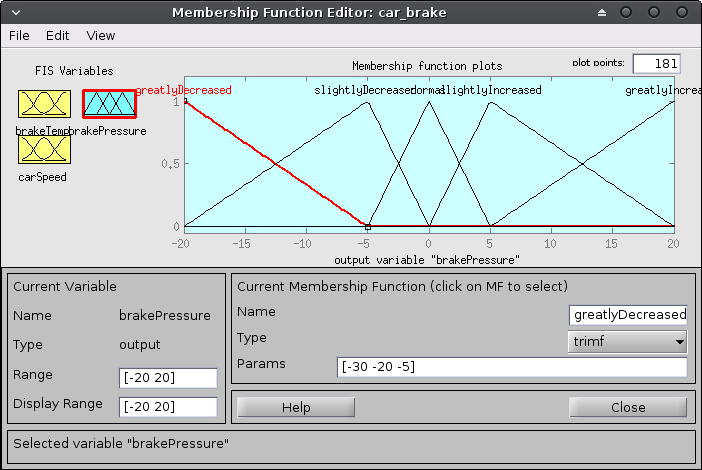 Membership Function Editor: car_brake
File Edit View
FIS Variables
brakeTemp
brakePressure
carSpeed
Membership function plots
plot points: 181
greatlyDecreased slightlyDecreased normal slightlyIncreased
1
0.5
0
-20 -15 -10 -5 0 5 10 15 20
output variable "brakePressure"
Current Variable
Name brakePressure
Type output
Range [-20 20]
Display Range [-20 20]
Current Membership Function (click on MF to select)
Name greatlyDecreased
Type trimf
Params [-30 -20 -5]
Help Close
Selected variable "brakePressure"